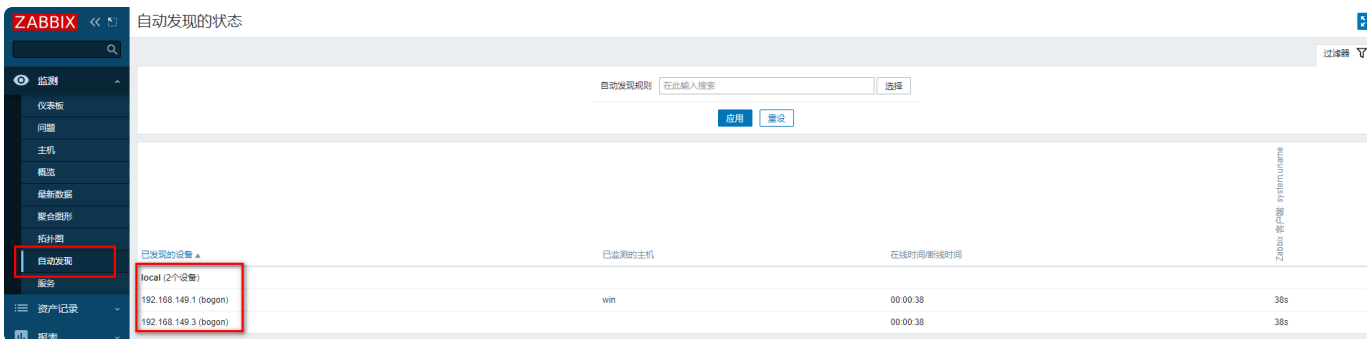 ZABBIX
自动发现的状态
过滤器
监测
仪表板
问题
主机
概览
最新数据
聚合图形
拓扑图
自动发现
服务
资产记录
报表
自动发现规则 在此输入搜索 选择
应用 重设
已发现的设备 已监测的主机 在线时间/断线时间 Zabbix 客户端: system.uname
local (2个设备)
192.168.149.1 (bogon) win 00:00:38 38s
192.168.149.3 (bogon) 00:00:38 38s